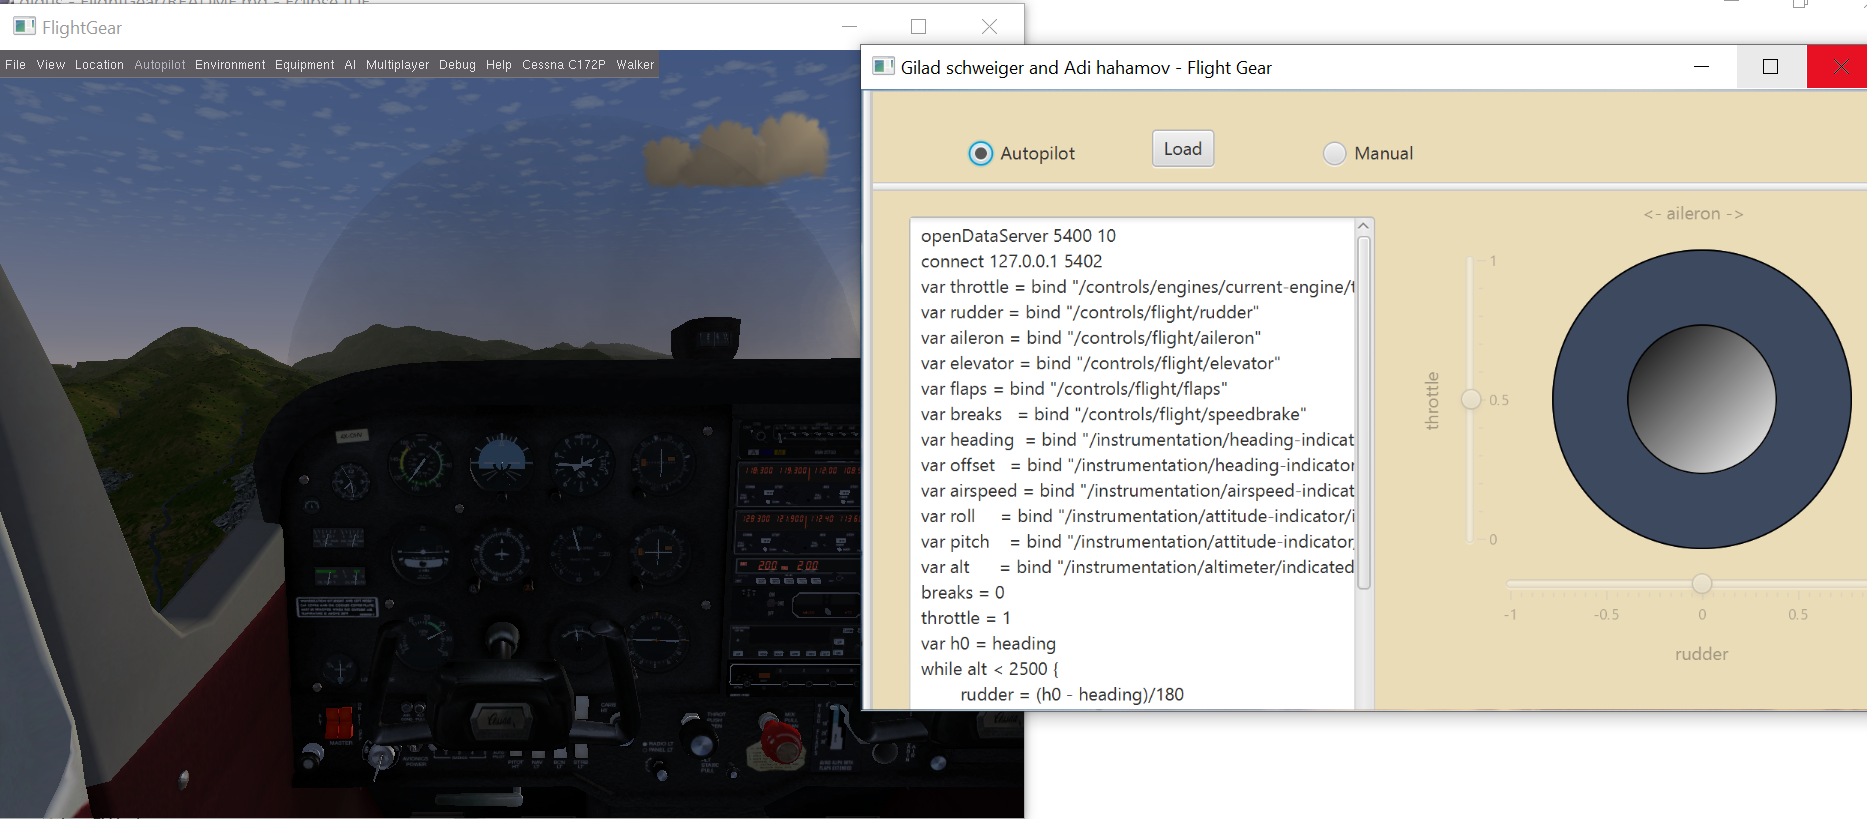 FlightGear
File View Location Autopilot Environment Equipment AI Multiplayer Debug Help Cessna C172P Walker
Gilad schweiger and Adi hahamov - Flight Gear
Autopilot
Load
Manual
openDataServer 5400 10
connect 127.0.0.1 5402
var throttle = bind "/controls/engines/current-engine/t
var rudder = bind "/controls/flight/rudder"
var aileron = bind "/controls/flight/aileron"
var elevator = bind "/controls/flight/elevator"
var flaps = bind "/controls/flight/flaps"
var breaks = bind "/controls/flight/speedbrake"
var heading = bind "/instrumentation/heading-indicat
var offset = bind "/instrumentation/heading-indicator
var airspeed = bind "/instrumentation/airspeed-indicat
var roll = bind "/instrumentation/attitude-indicator/i
var pitch = bind "/instrumentation/attitude-indicator
var alt = bind "/instrumentation/altimeter/indicated
breaks = 0
throttle = 1
var h0 = heading
while alt < 2500 {
rudder = (h0 - heading)/180
<- aileron ->
throttle
1
0.5
0
-1 -0.5 0 0.5
rudder
MASTER